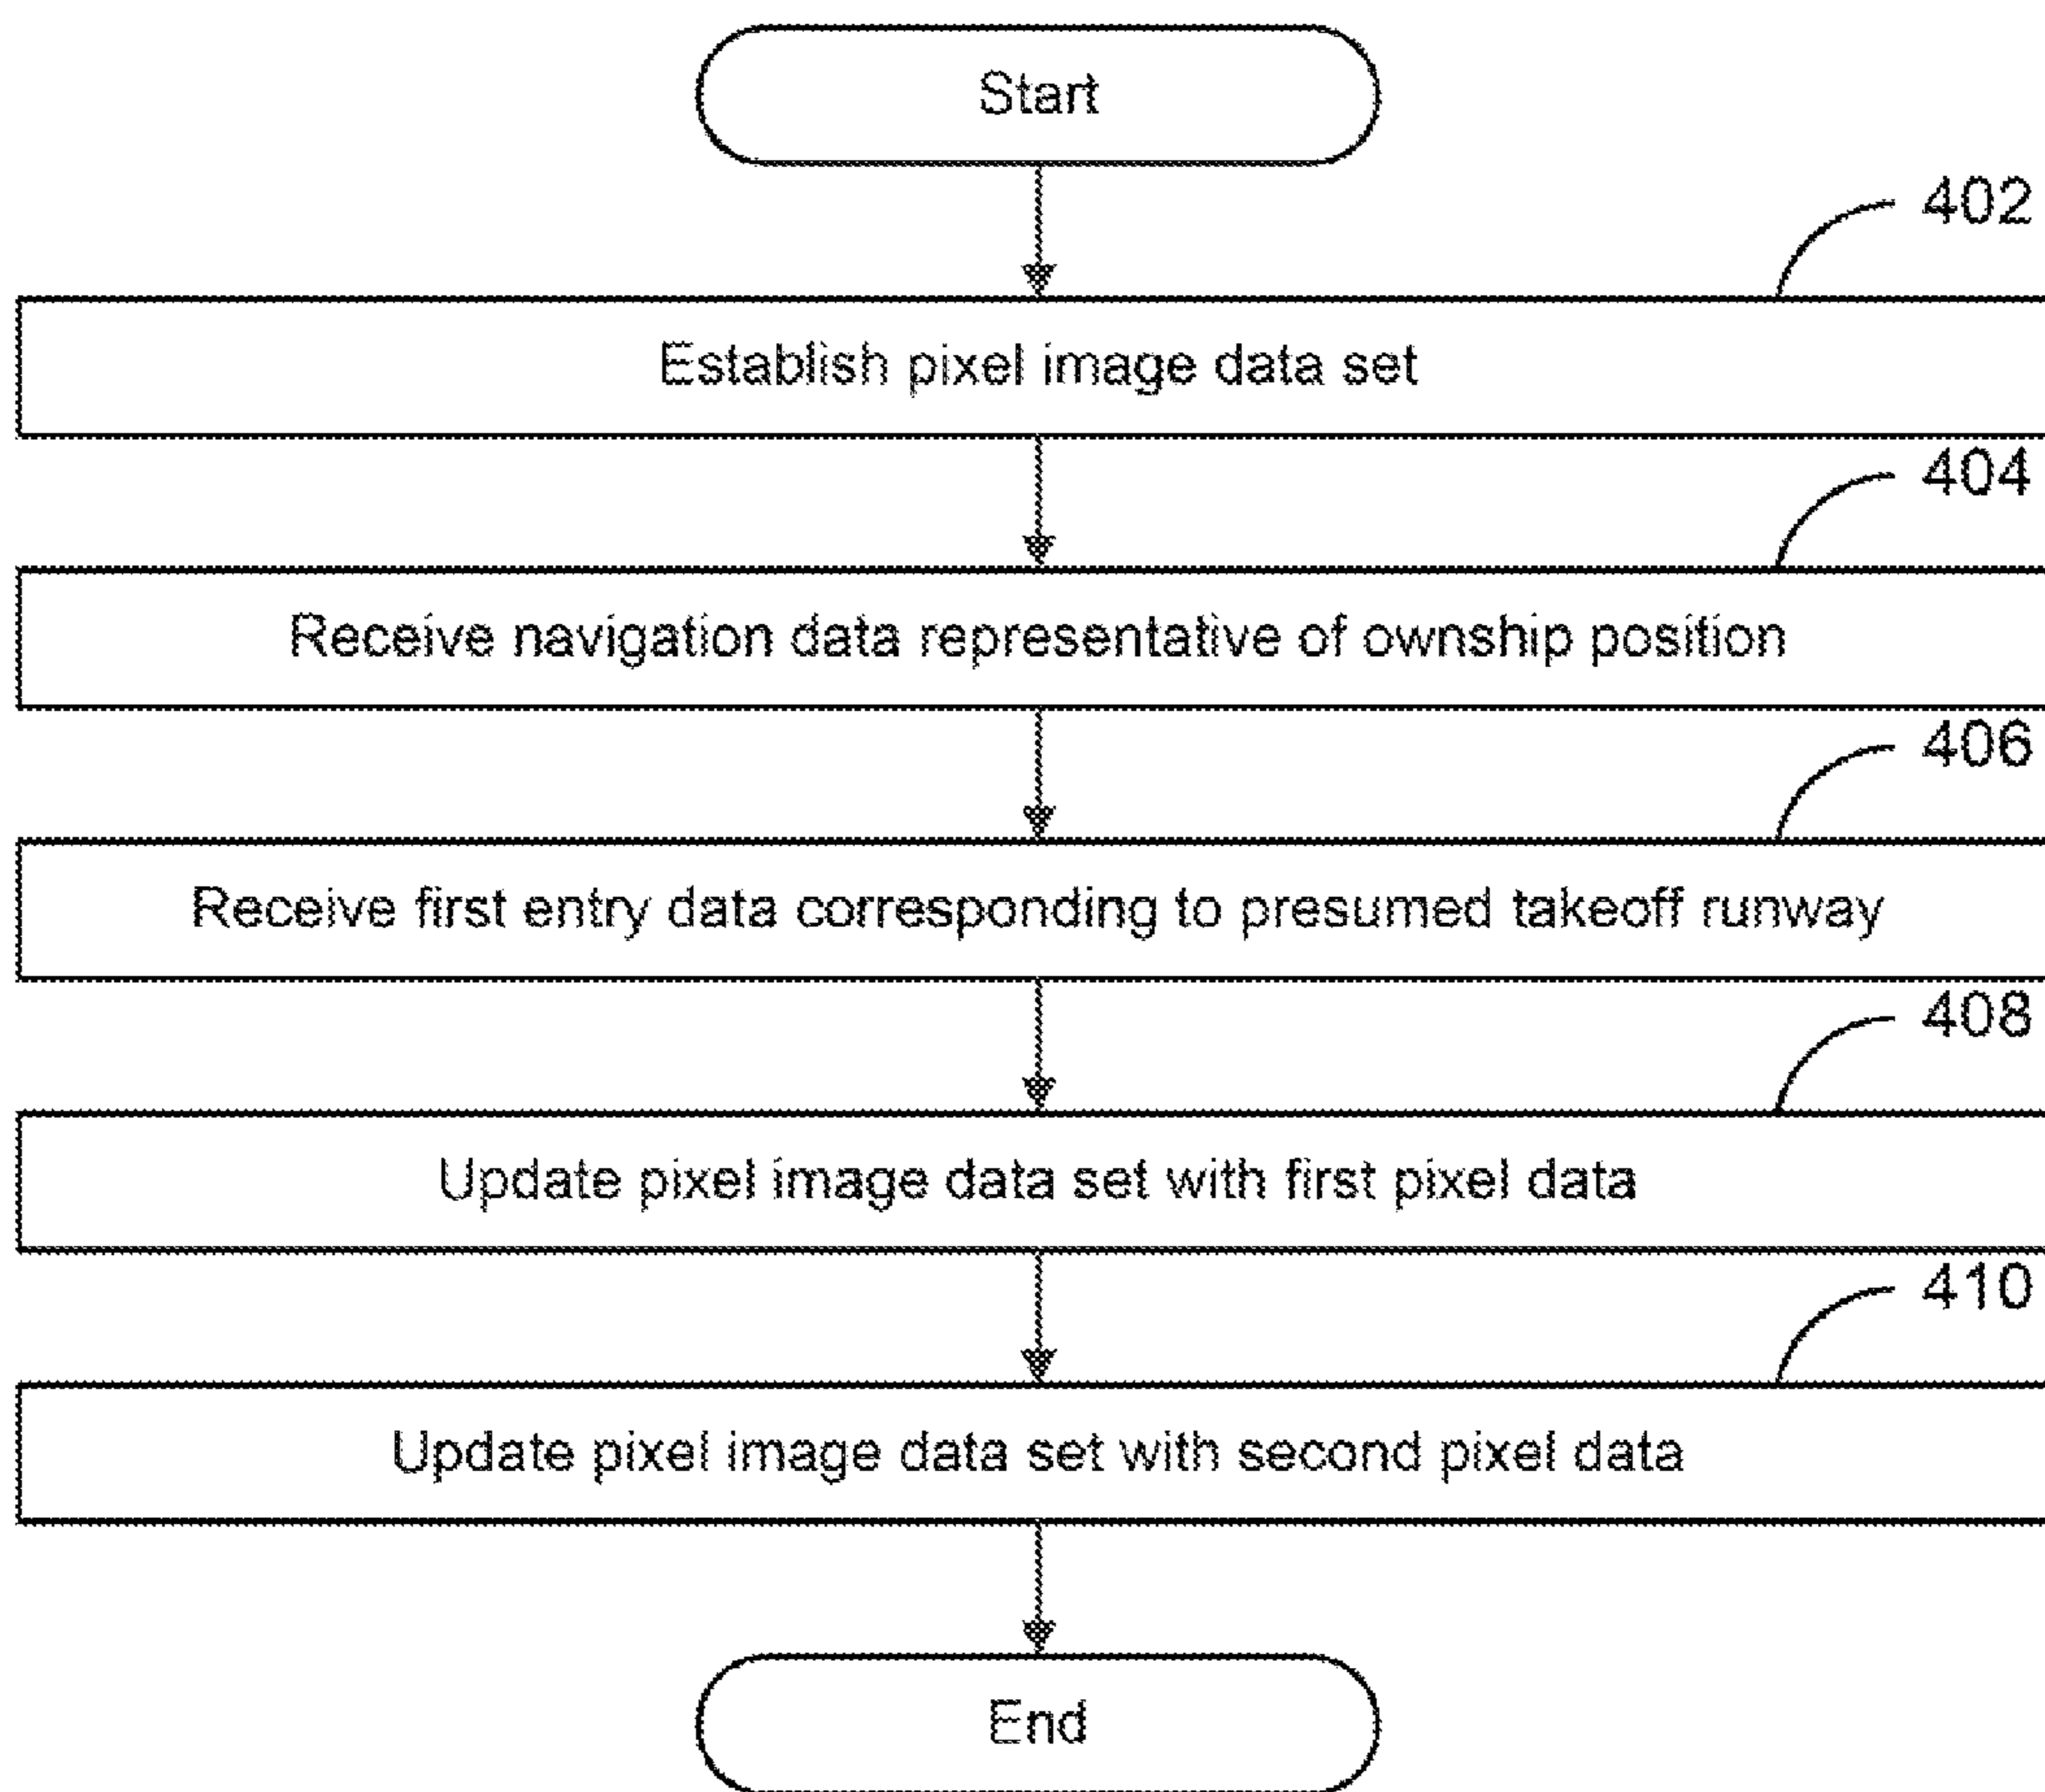 Start
402
Establish pixel image data set
404
Receive navigation data representative of ownship position
406
Receive first entry data corresponding to presumed takeoff runway
408
Update pixel image data set with first pixel data
410
Update pixel image data set with second pixel data
End